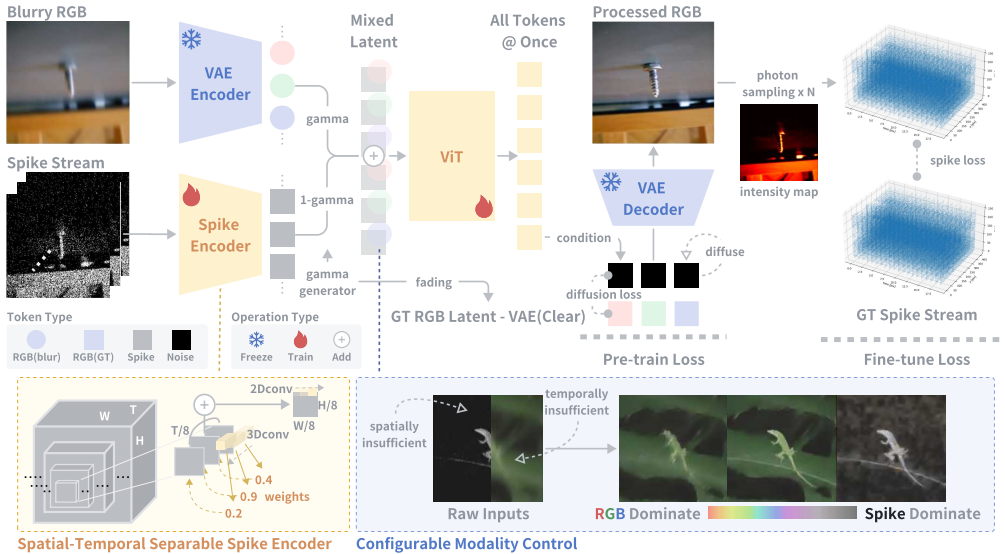 Blurry RGB
VAE
Encoder
Spike Stream
Spike
Encoder
gamma
1-gamma
gamma
generator
Mixed
Latent
ViT
fading
All Tokens
@ Once
condition
Processed RGB
VAE
Decoder
diffuse
diffusion loss
GT RGB Latent - VAE(Clear)
Pre-train Loss
photon
sampling x N
intensity map
spike loss
GT Spike Stream
Fine-tune Loss
Token Type
RGB(blur)
RGB(GT)
Spike
Noise
Operation Type
Freeze
Train
Add
W
T
H
T/8
2Dconv
H/8
W/8
3Dconv
0.4
0.9 weights
0.2
Spatial-Temporal Separable Spike Encoder
spatially
insufficient
temporally
insufficient
Raw Inputs
RGB Dominate
Spike Dominate
Configurable Modality Control